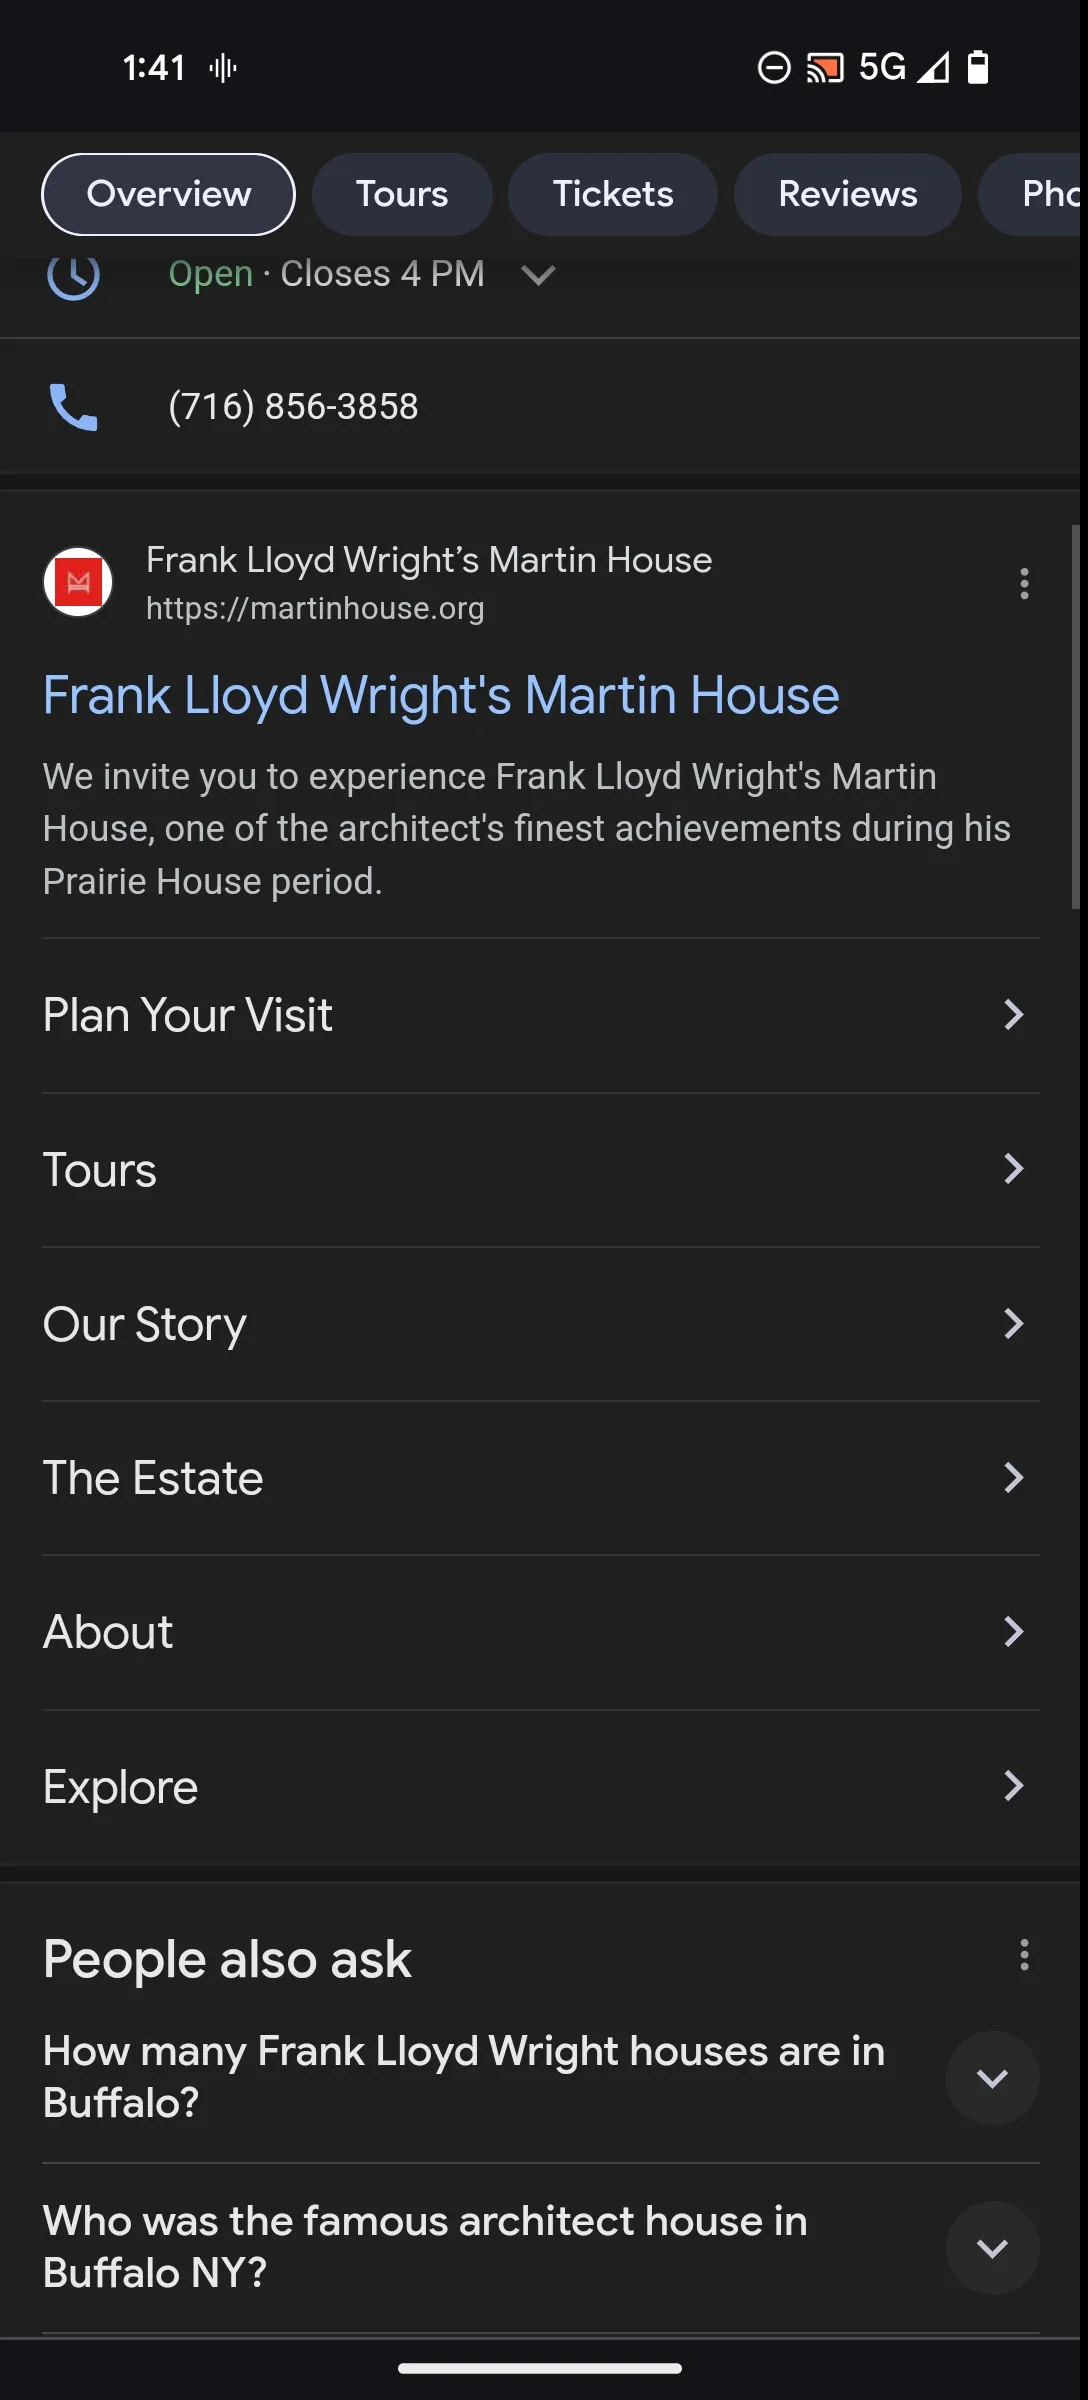 1:41
5G
Overview
Tours
Tickets
Reviews
Open · Closes 4 PM
(716) 856-3858
Frank Lloyd Wright’s Martin House
https://martinhouse.org
Frank Lloyd Wright's Martin House
We invite you to experience Frank Lloyd Wright's Martin
House, one of the architect's finest achievements during his
Prairie House period.
Plan Your Visit
Tours
Our Story
The Estate
About
Explore
People also ask
How many Frank Lloyd Wright houses are in
Buffalo?
Who was the famous architect house in
Buffalo NY?